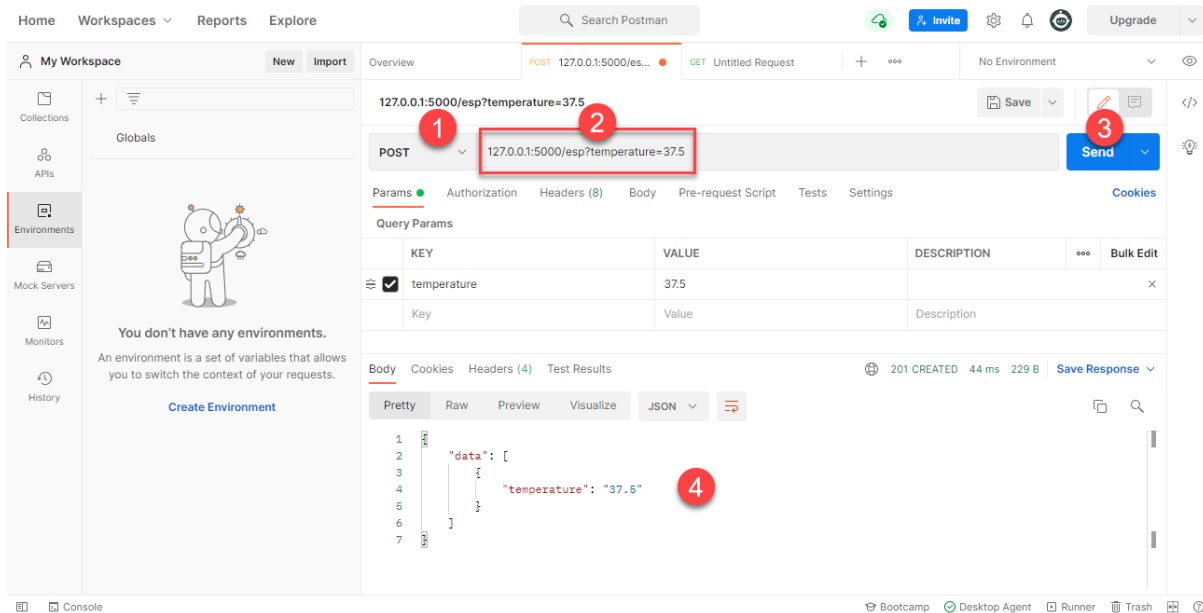 Home Workspaces Reports Explore Search Postman Invite Upgrade
My Workspace New Import Overview POST 127.0.0.1:5000/es... GET Untitled Request No Environment
Collections
APIs
Environments
Mock Servers
Monitors
History
Globals
You don't have any environments.
An environment is a set of variables that allows
you to switch the context of your requests.
Create Environment
127.0.0.1:5000/esp?temperature=37.5 Save
1 2 3
POST 127.0.0.1:5000/esp?temperature=37.5 Send
Params Authorization Headers (8) Body Pre-request Script Tests Settings Cookies
Query Params
KEY VALUE DESCRIPTION Bulk Edit
temperature 37.5
Key Value Description
Body Cookies Headers (4) Test Results 201 CREATED 44 ms 229 B Save Response
Pretty Raw Preview Visualize JSON
1 {
2 "data": [
3 {
4 "temperature": "37.5"
5 }
6 ]
7 }
4
Console Bootcamp Desktop Agent Runner Trash